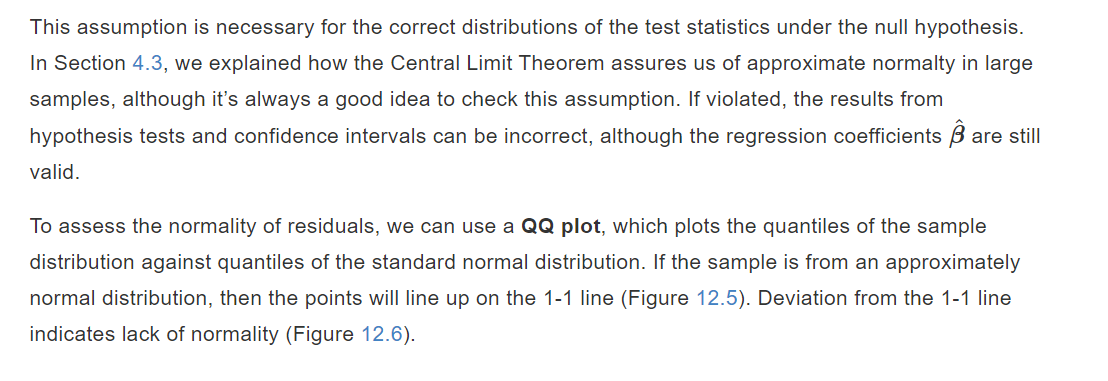 This assumption is necessary for the correct distributions of the test statistics under the null hypothesis.
In Section 4.3, we explained how the Central Limit Theorem assures us of approximate normalty in large
samples, although it’s always a good idea to check this assumption. If violated, the results from
hypothesis tests and confidence intervals can be incorrect, although the regression coefficients β̂ are still
valid.
To assess the normality of residuals, we can use a QQ plot, which plots the quantiles of the sample
distribution against quantiles of the standard normal distribution. If the sample is from an approximately
normal distribution, then the points will line up on the 1-1 line (Figure 12.5). Deviation from the 1-1 line
indicates lack of normality (Figure 12.6).